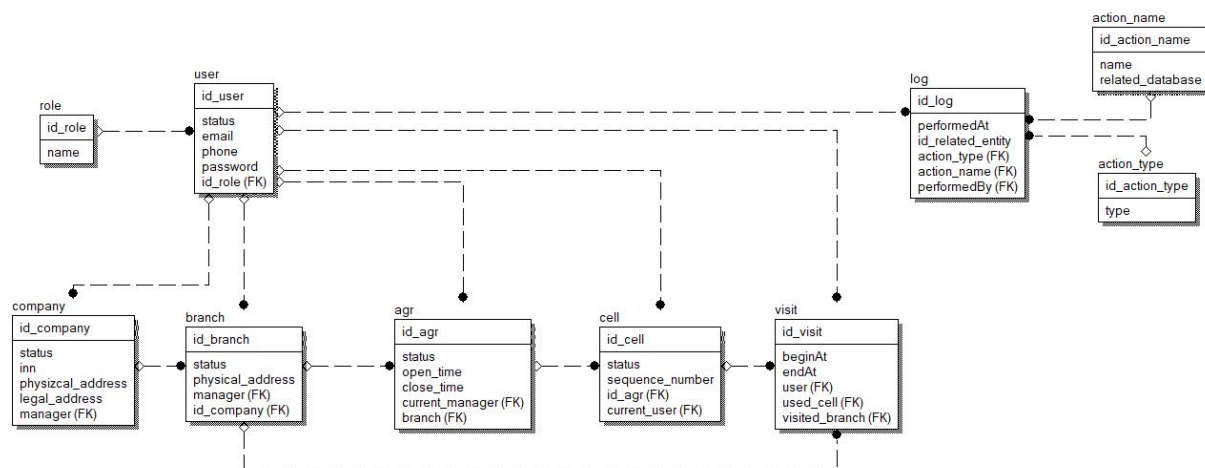 action_name
id_action_name
name
related_database
user
id_user
status
email
phone
password
id_role (FK)
log
id_log
performedAt
id_related_entity
action_type (FK)
action_name (FK)
performedBy (FK)
role
id_role
name
action_type
id_action_type
type
company
id_company
status
inn
physizcal_address
legal_address
manager (FK)
branch
id_branch
status
physical_address
manager (FK)
id_company (FK)
agr
id_agr
status
open_time
close_time
current_manager (FK)
branch (FK)
cell
id_cell
status
sequence_number
id_agr (FK)
current_user (FK)
visit
id_visit
beginAt
endAt
user (FK)
used_cell (FK)
visited_branch (FK)